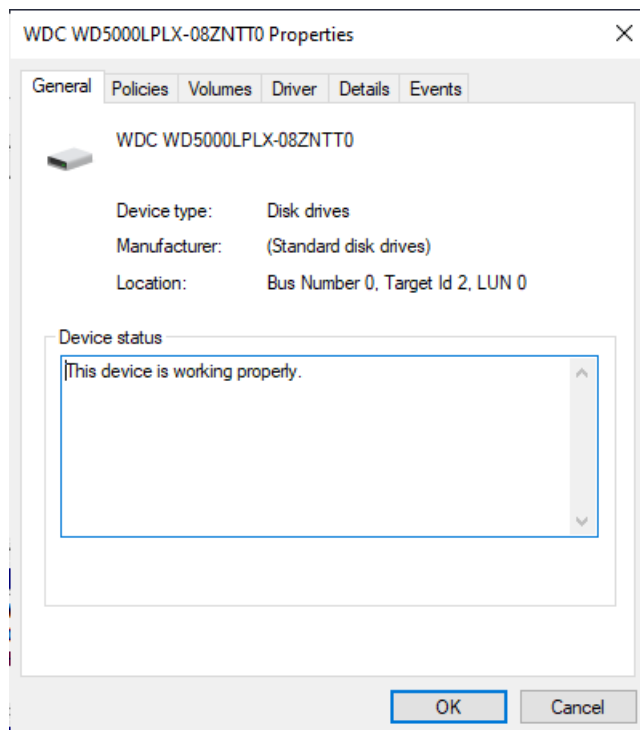 WDC WD5000LPLX-08ZNTT0 Properties
General Policies Volumes Driver Details Events
WDC WD5000LPLX-08ZNTT0
Device type: Disk drives
Manufacturer: (Standard disk drives)
Location: Bus Number 0, Target Id 2, LUN 0
Device status
This device is working properly.
OK Cancel